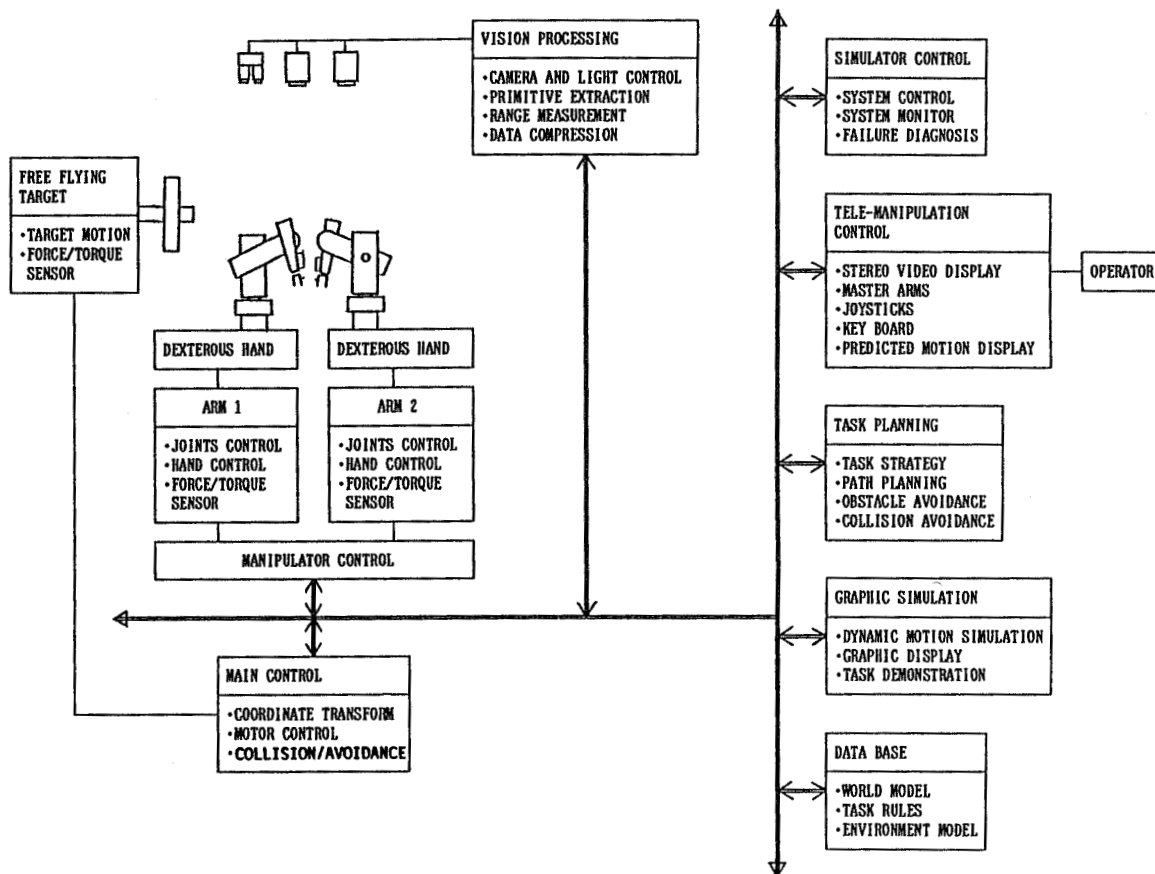 VISION PROCESSING
·CAMERA AND LIGHT CONTROL
·PRIMITIVE EXTRACTION
·RANGE MEASUREMENT
·DATA COMPRESSION
FREE FLYING
TARGET
·TARGET MOTION
·FORCE/TORQUE
SENSOR
DEXTEROUS HAND
DEXTEROUS HAND
ARM 1
·JOINTS CONTROL
·HAND CONTROL
·FORCE/TORQUE
SENSOR
ARM 2
·JOINTS CONTROL
·HAND CONTROL
·FORCE/TORQUE
SENSOR
MANIPULATOR CONTROL
MAIN CONTROL
·COORDINATE TRANSFORM
·MOTOR CONTROL
·COLLISION/AVOIDANCE
SIMULATOR CONTROL
·SYSTEM CONTROL
·SYSTEM MONITOR
·FAILURE DIAGNOSIS
TELE-MANIPULATION
CONTROL
·STEREO VIDEO DISPLAY
·MASTER ARMS
·JOYSTICKS
·KEY BOARD
·PREDICTED MOTION DISPLAY
OPERATOR
TASK PLANNING
·TASK STRATEGY
·PATH PLANNING
·OBSTACLE AVOIDANCE
·COLLISION AVOIDANCE
GRAPHIC SIMULATION
·DYNAMIC MOTION SIMULATION
·GRAPHIC DISPLAY
·TASK DEMONSTRATION
DATA BASE
·WORLD MODEL
·TASK RULES
·ENVIRONMENT MODEL